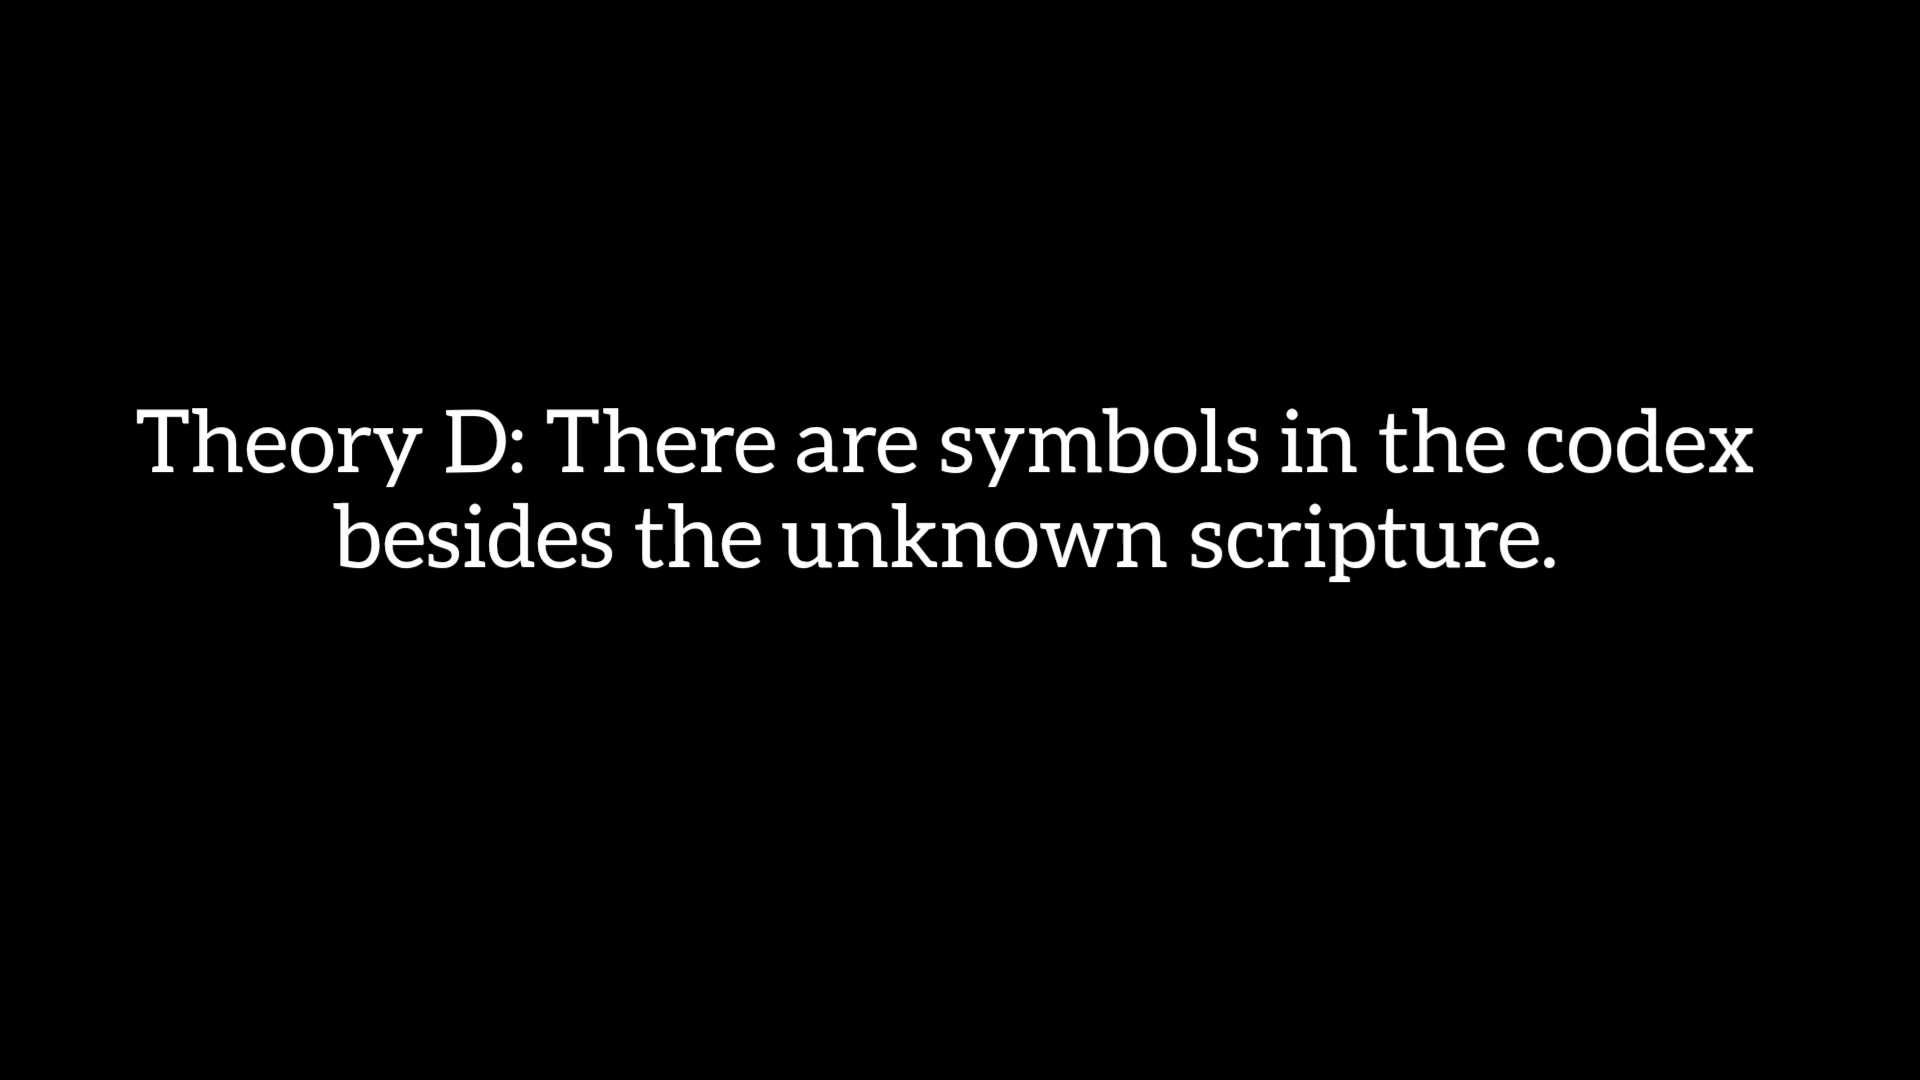 Theory D: There are symbols in the codex
besides the unknown scripture.